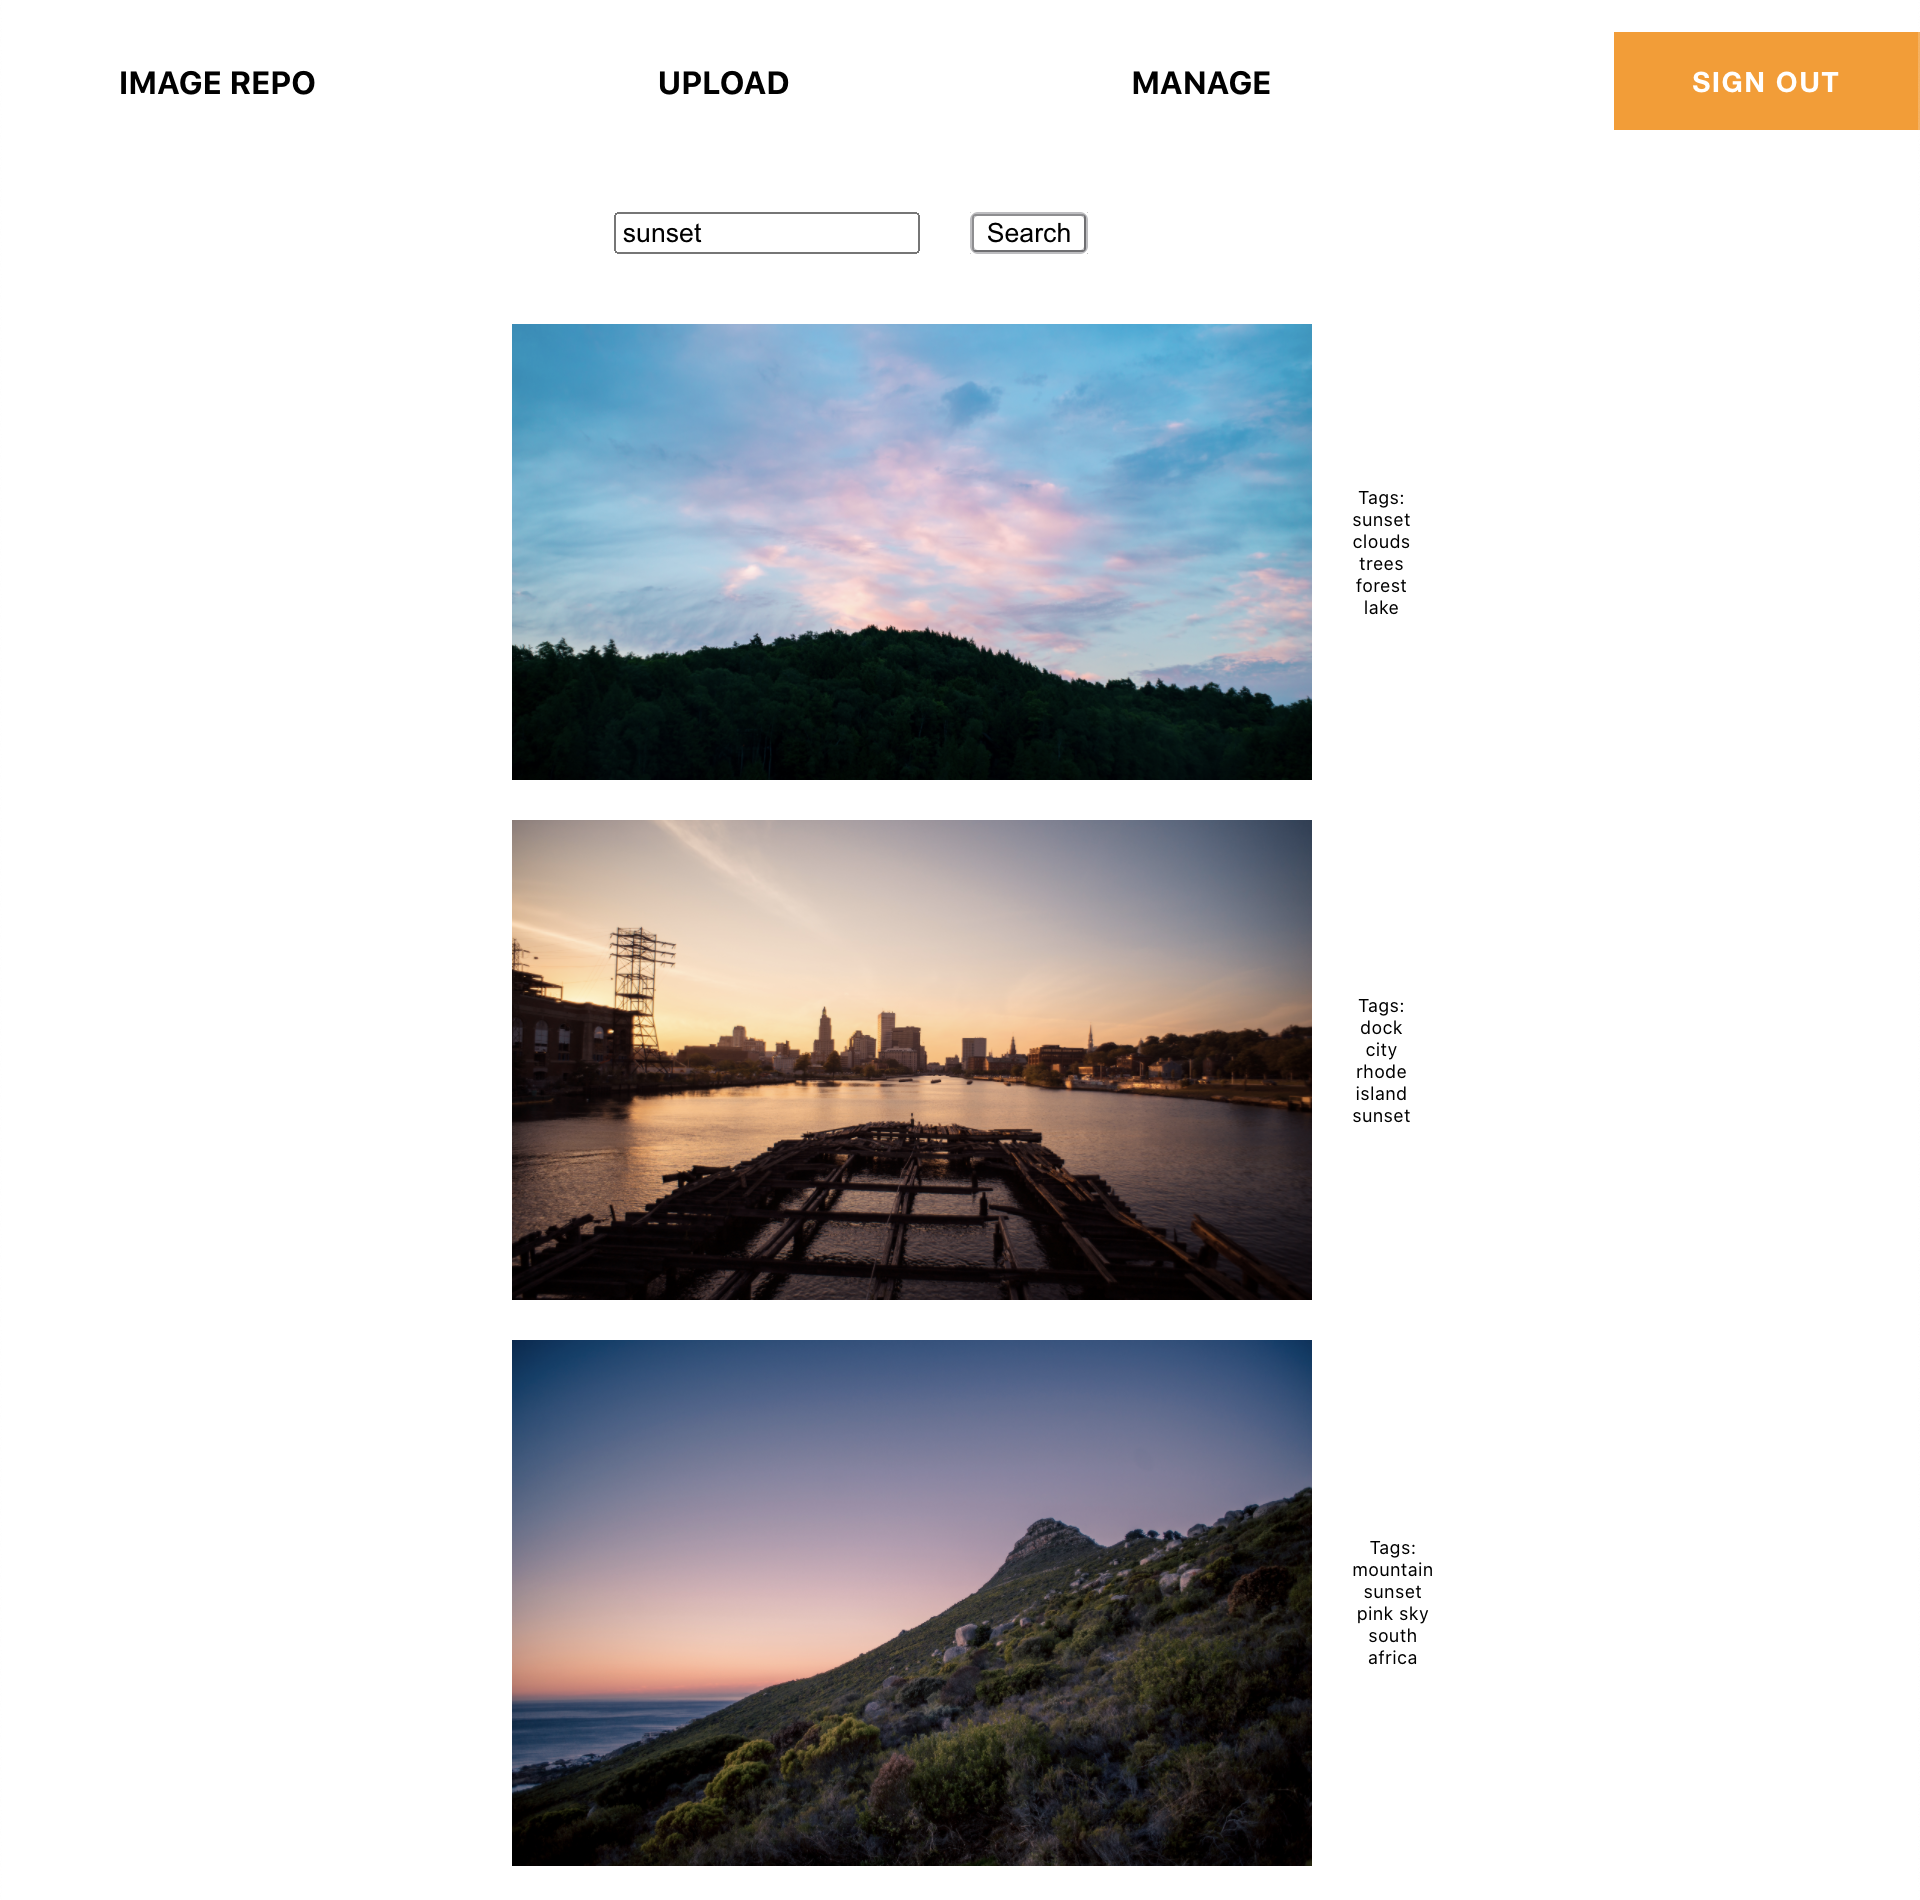 IMAGE REPO
UPLOAD
MANAGE
SIGN OUT
sunset
Search
Tags:
sunset
clouds
trees
forest
lake
Tags:
dock
city
rhode
island
sunset
Tags:
mountain
sunset
pink sky
south
africa